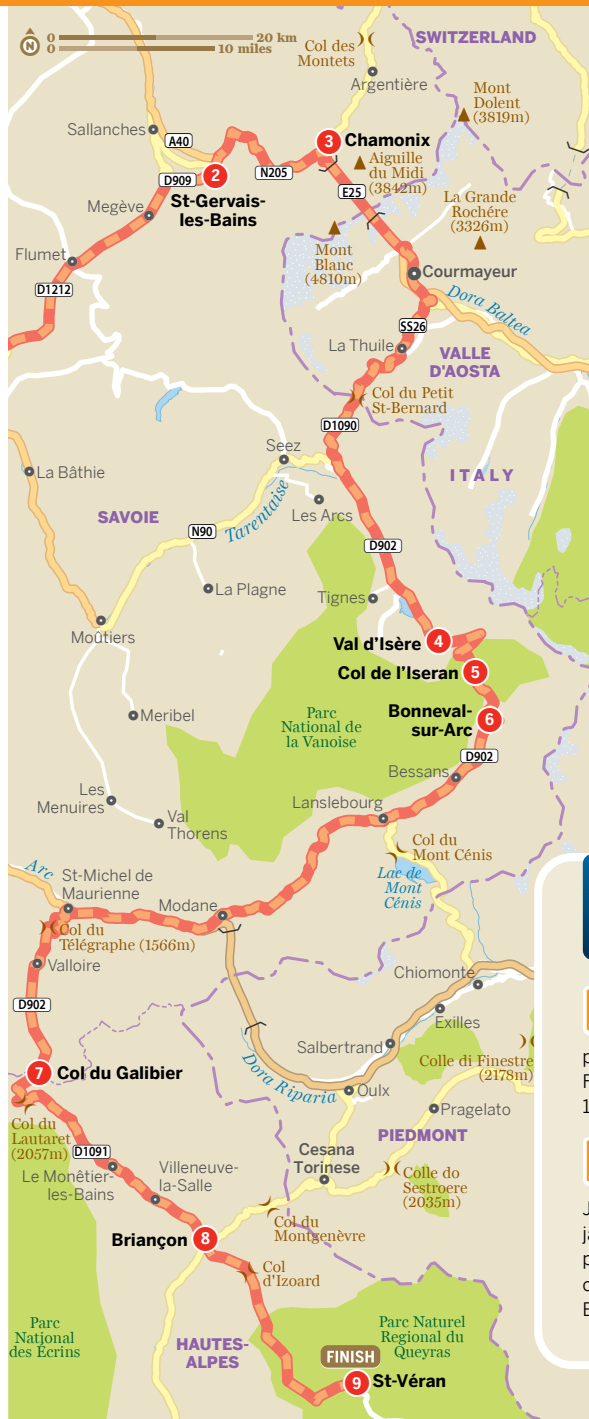 N
0 20 km
0 10 miles
SWITZERLAND
Col des
Montets
Argentière
Mont
Dolent
(3819m)
Sallanches
A40
3 Chamonix
Aiguille
du Midi
(3842m)
2
D909
N205
St-Gervais-
les-Bains
E25
La Grande
Rochére
(3326m)
Megève
Mont
Blanc
(4810m)
Flumet
Courmayeur
D1212
Dora Baltea
SS26
La Thuile
VALLE
D'AOSTA
Col du Petit
St-Bernard
D1090
Seez
La Bâthie
ITALY
Les Arcs
SAVOIE
Tarentaise
N90
D902
La Plagne
Tignes
Moûtiers
Val d'Isère 4
Col de l'Iseran 5
Bonneval-
sur-Arc
6
Meribel
Parc
National de
la Vanoise
D902
Bessans
Les
Menuires
Lanslebourg
Val
Thorens
Col du
Mont Cénis
Lac de
Mont
Cénis
Arc
St-Michel de
Maurienne
Modane
Col du
Télégraphe (1566m)
Valloire
Chiomonte
D902
Exilles
Salbertrand
Colle di Finestre
(2178m)
7 Col du Galibier
Dora Riparia
Oulx
Pragelato
Col du
Lautaret
(2057m)
PIEDMONT
D1091
Le Monêtier-
les-Bains
Villeneuve-
la-Salle
Cesana
Torinese
Colle do
Sestroere
(2035m)
Col du
Montgenèvre
Briançon 8
Col
d'Izoard
Parc
National
des Écrins
HAUTES-
ALPES
Parc Naturel
Regional du
Queyras
FINISH
9 St-Véran
p
F
1
J
ja
p
c
E